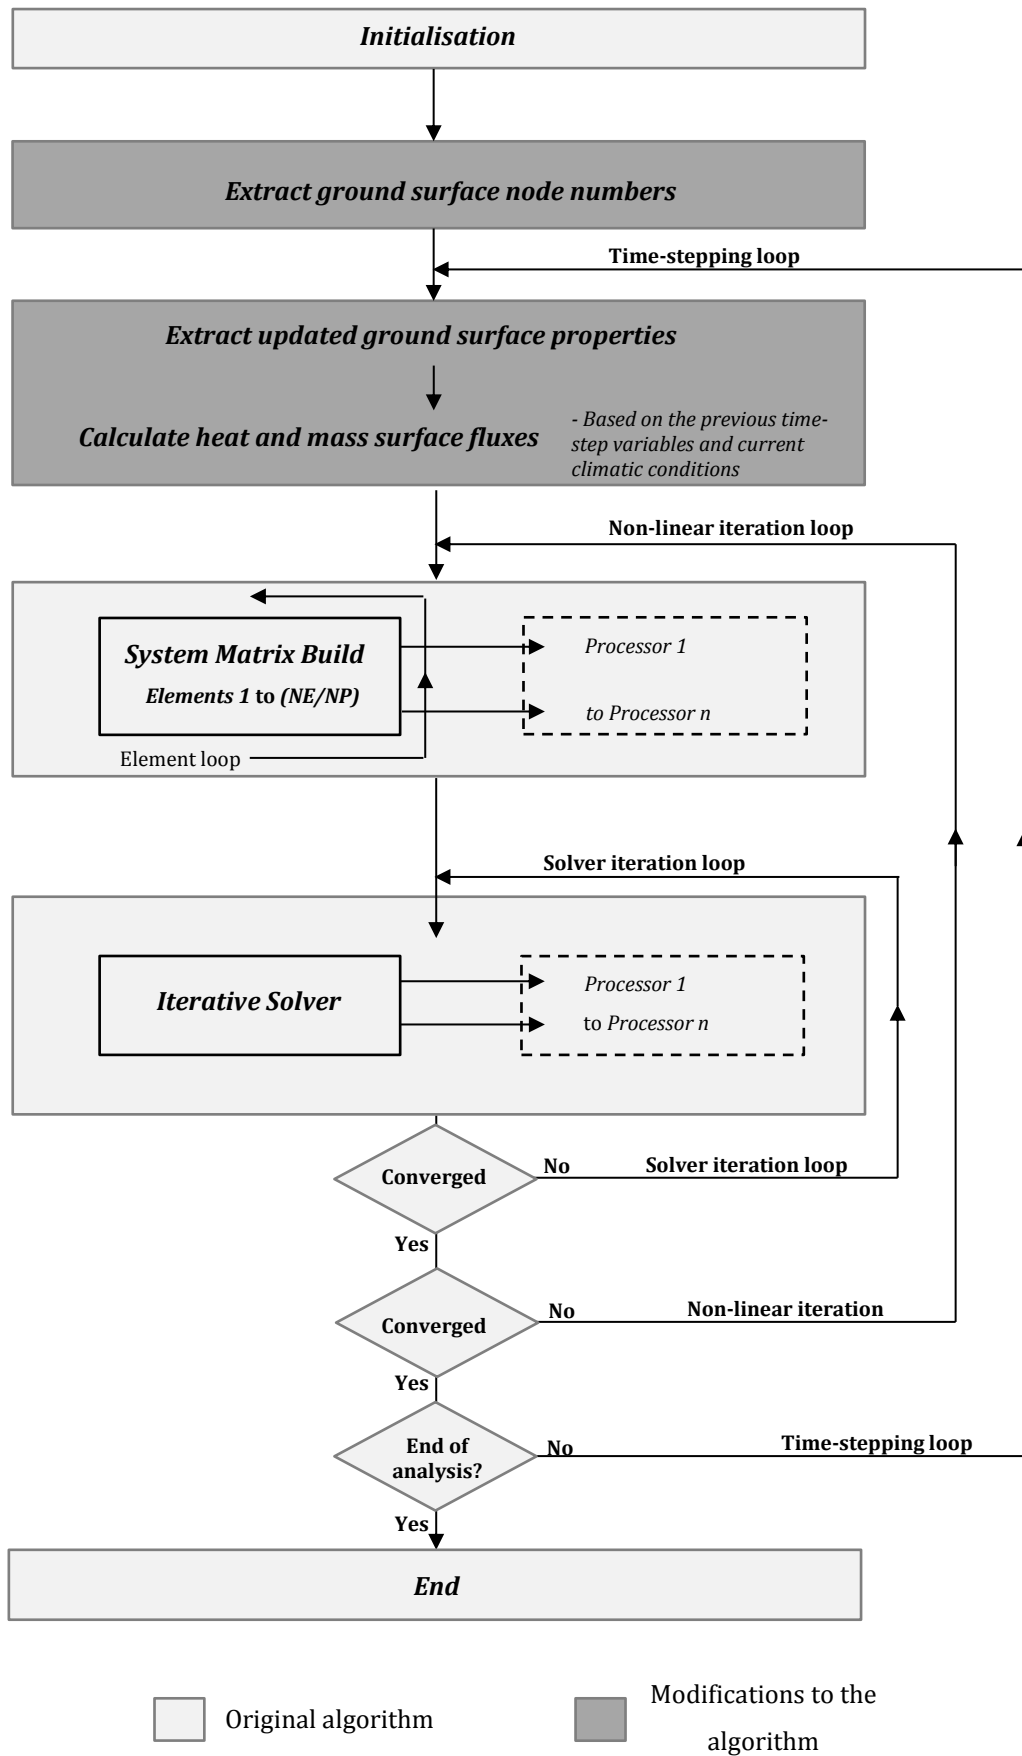 Initialisation
Extract ground surface node numbers
Time-stepping loop
Extract updated ground surface properties
Calculate heat and mass surface fluxes
- Based on the previous time-
step variables and current
climatic conditions
Non-linear iteration loop
System Matrix Build
Elements 1 to (NE/NP)
Processor 1
to Processor n
Element loop
Solver iteration loop
Iterative Solver
Processor 1
to Processor n
Converged
No
Solver iteration loop
Yes
Converged
No
Non-linear iteration
Yes
End of
analysis?
No
Time-stepping loop
Yes
End
Original algorithm
Modifications to the
algorithm